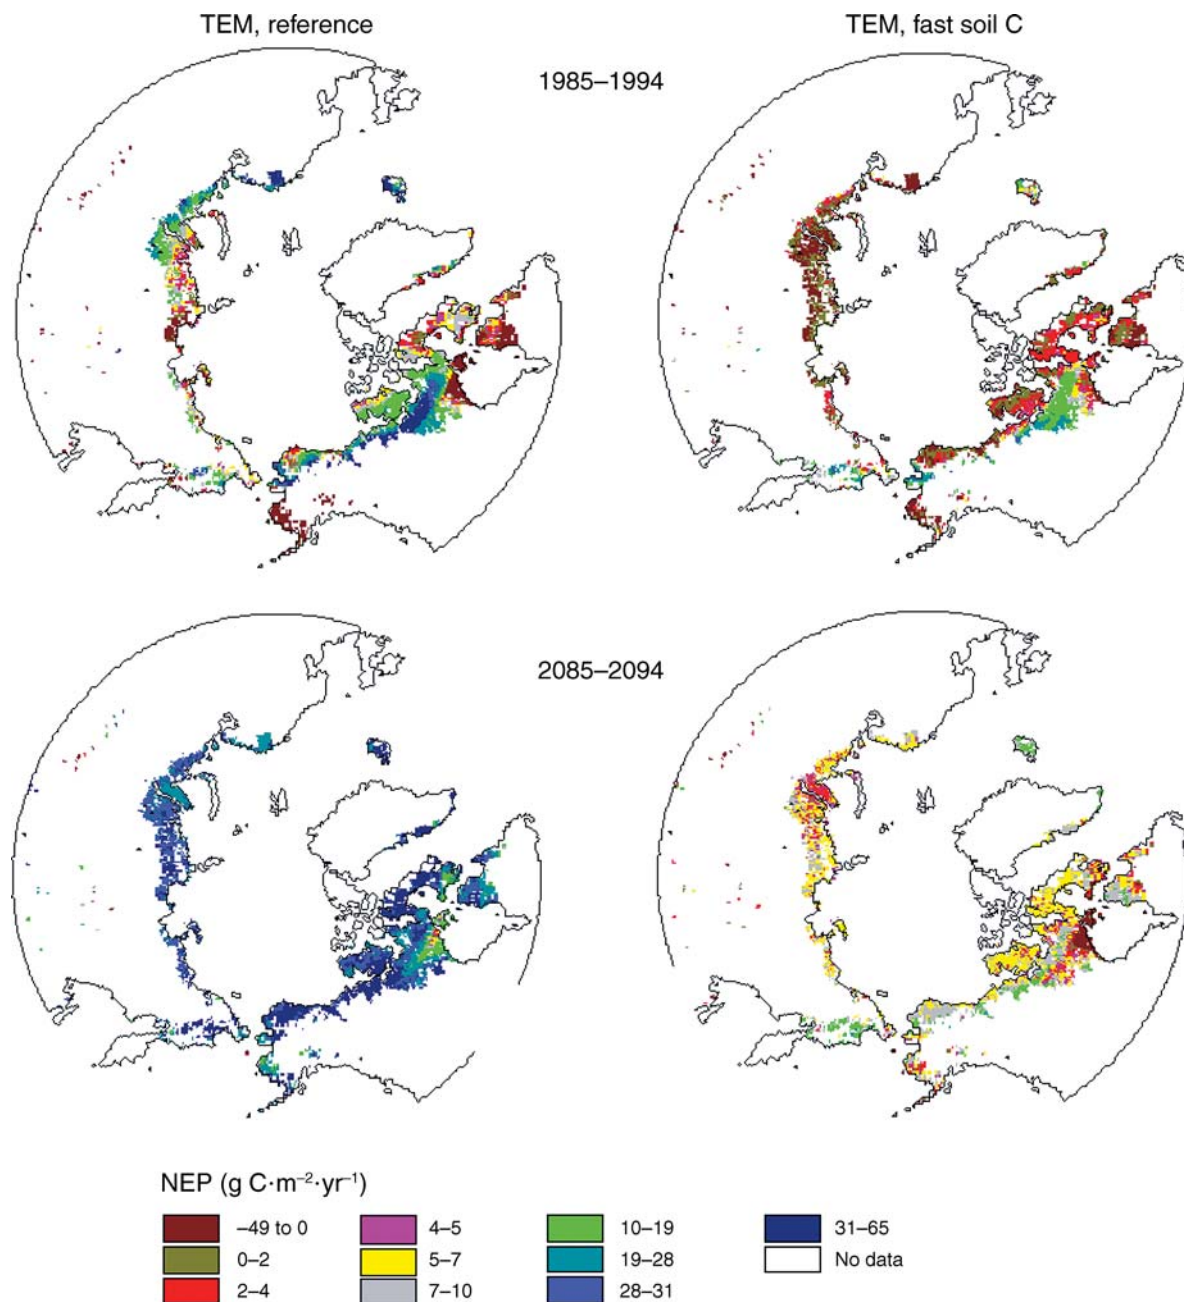 TEM, reference
TEM, fast soil C
1985–1994
2085–2094
NEP (g C·m⁻²·yr⁻¹)
–49 to 0
4–5
10–19
31–65
0–2
5–7
19–28
No data
2–4
7–10
28–31